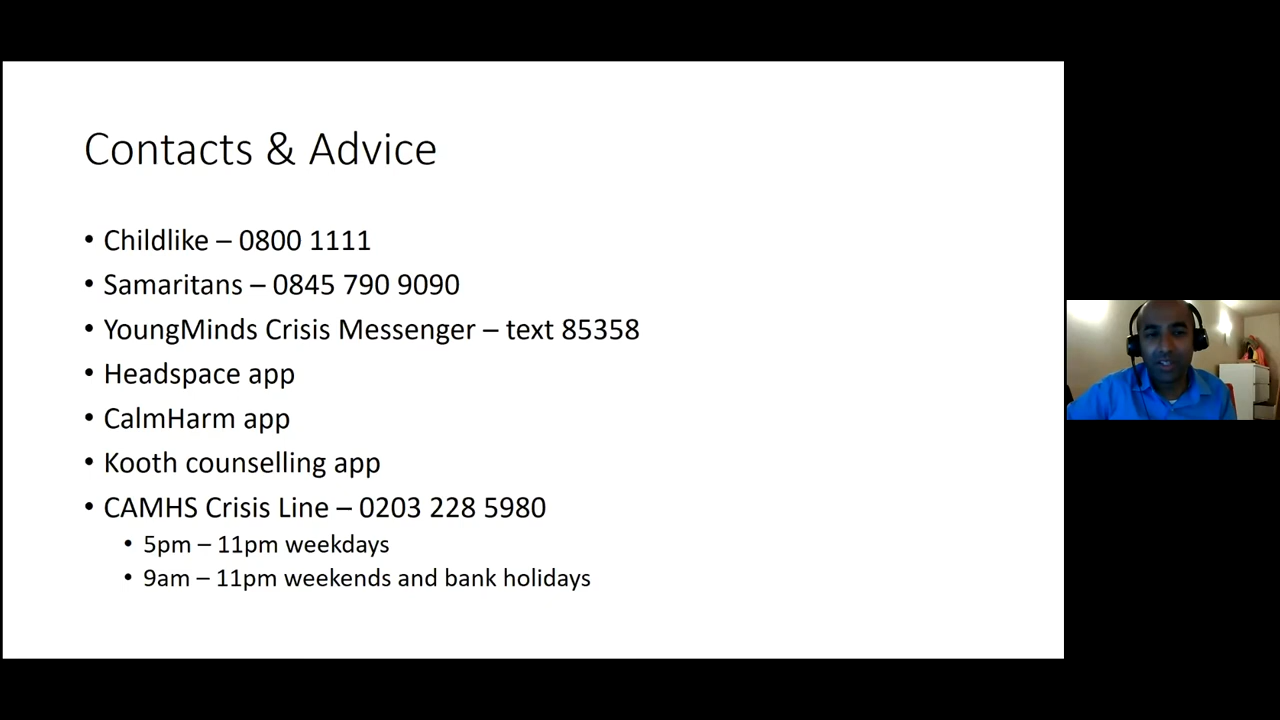 Contacts & Advice
• Childlike – 0800 1111
• Samaritans – 0845 790 9090
• YoungMinds Crisis Messenger – text 85358
• Headspace app
• CalmHarm app
• Kooth counselling app
• CAMHS Crisis Line – 0203 228 5980
• 5pm – 11pm weekdays
• 9am – 11pm weekends and bank holidays